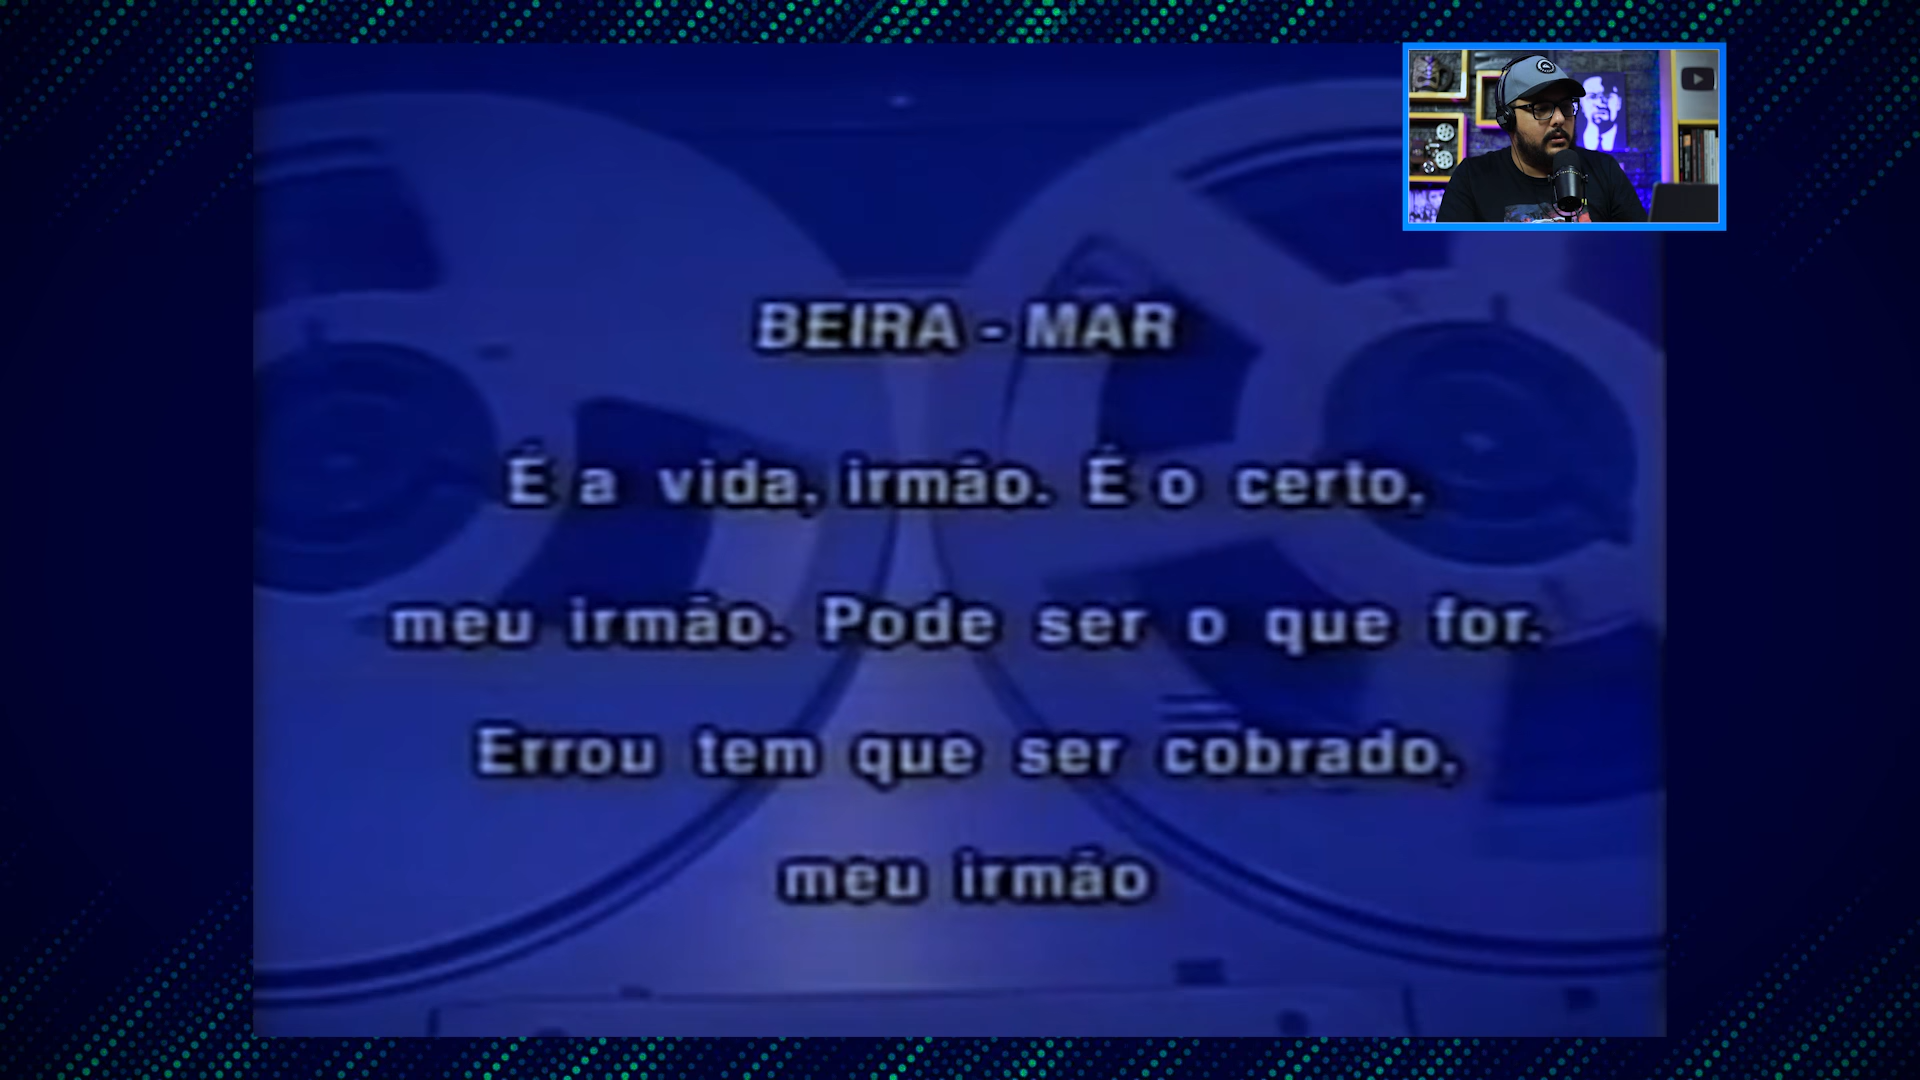 BEIRA - MAR
É a vida, irmão. É o certo,
meu irmão. Pode ser o que for.
Errou tem que ser cobrado,
meu irmão